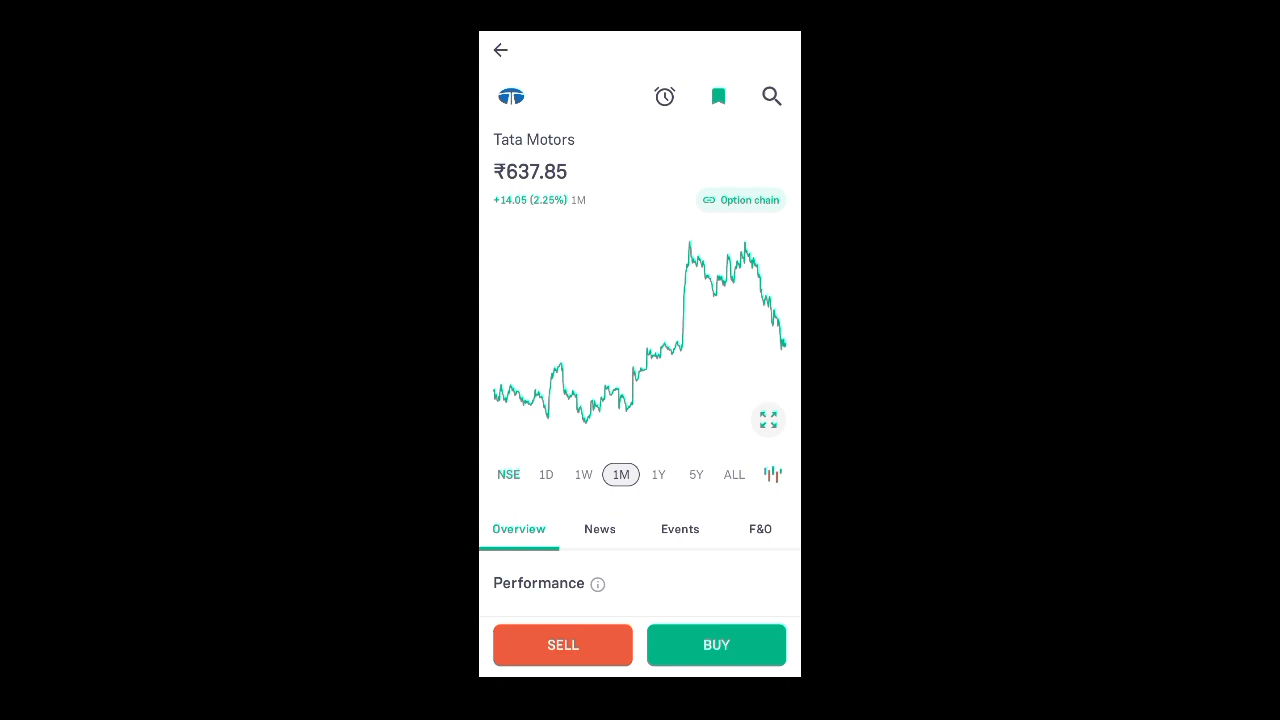 Tata Motors
₹637.85
+14.05 (2.25%) 1M
Option chain
NSE 1D 1W 1M 1Y 5Y ALL
Overview News Events F&O
Performance
SELL BUY